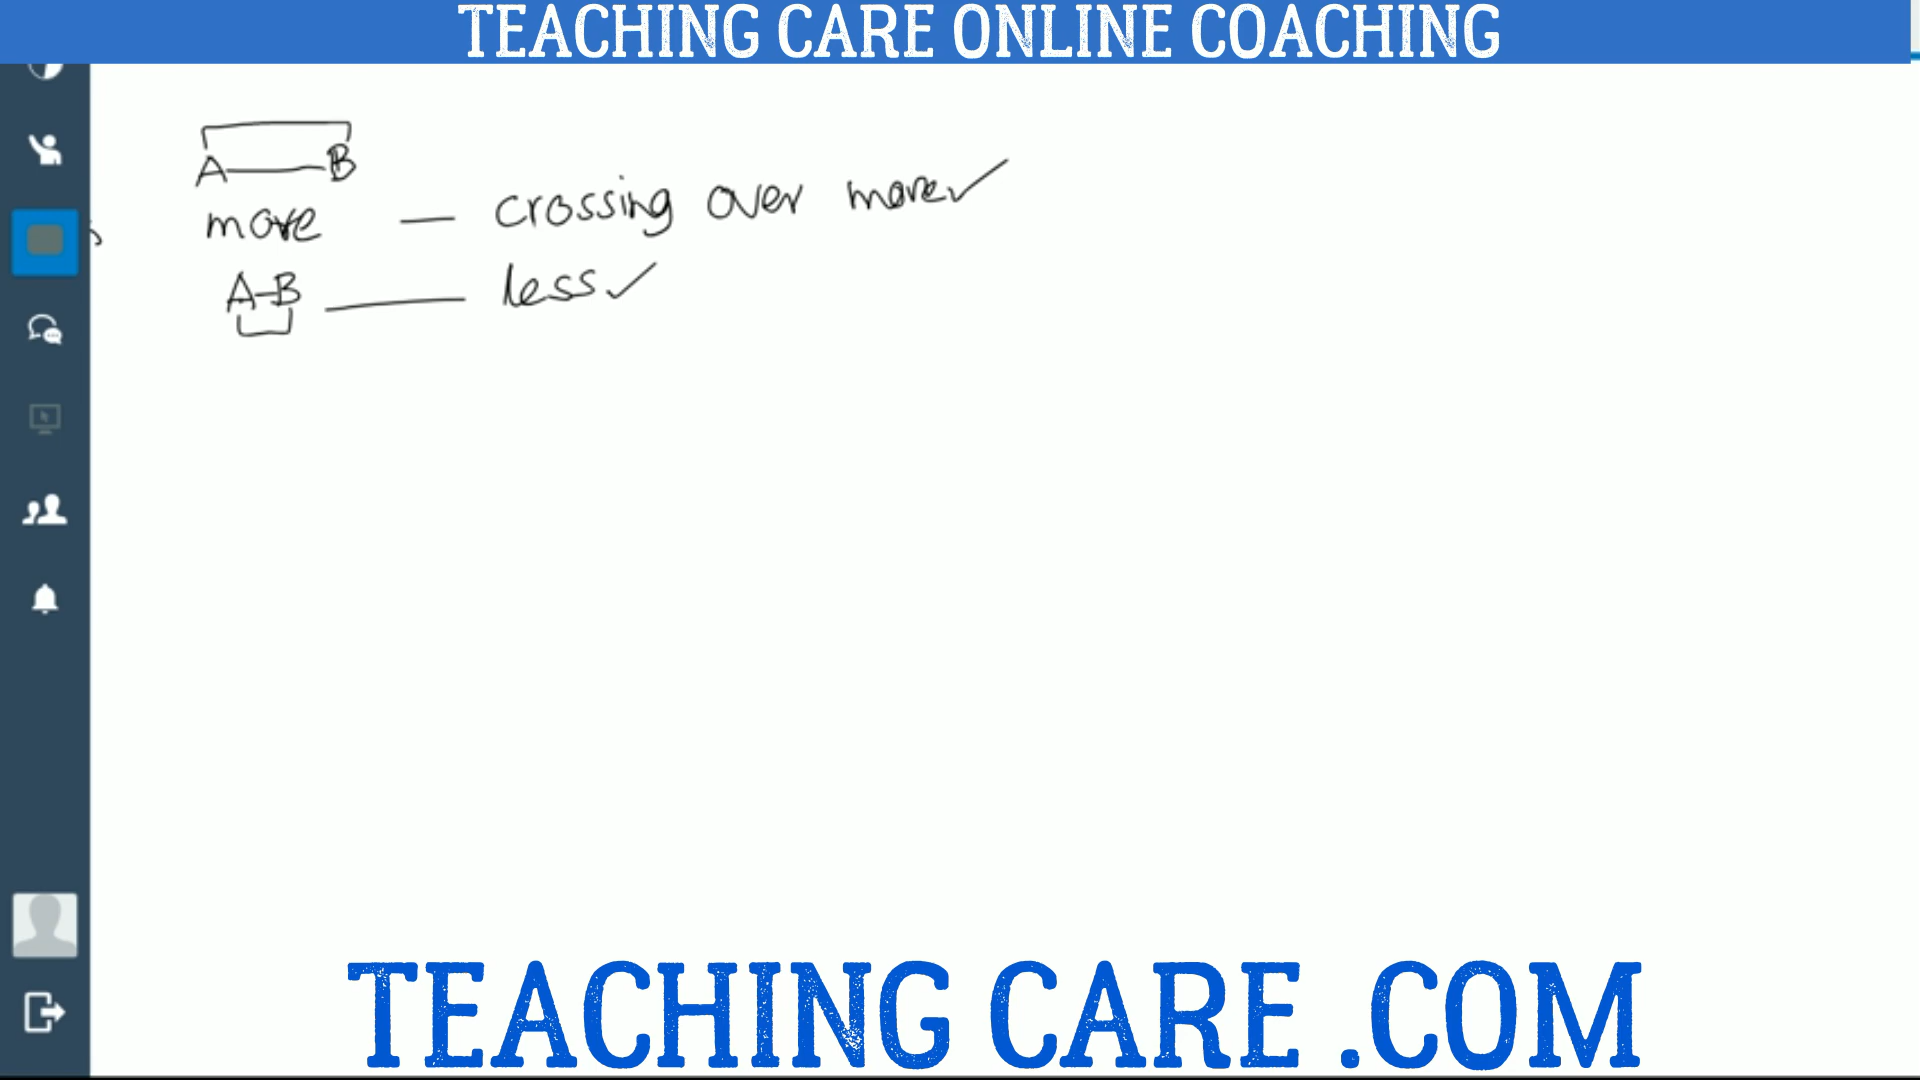 TEACHING CARE ONLINE COACHING
A B
more — crossing over more ✓
A-B — less ✓
TEACHING CARE .COM